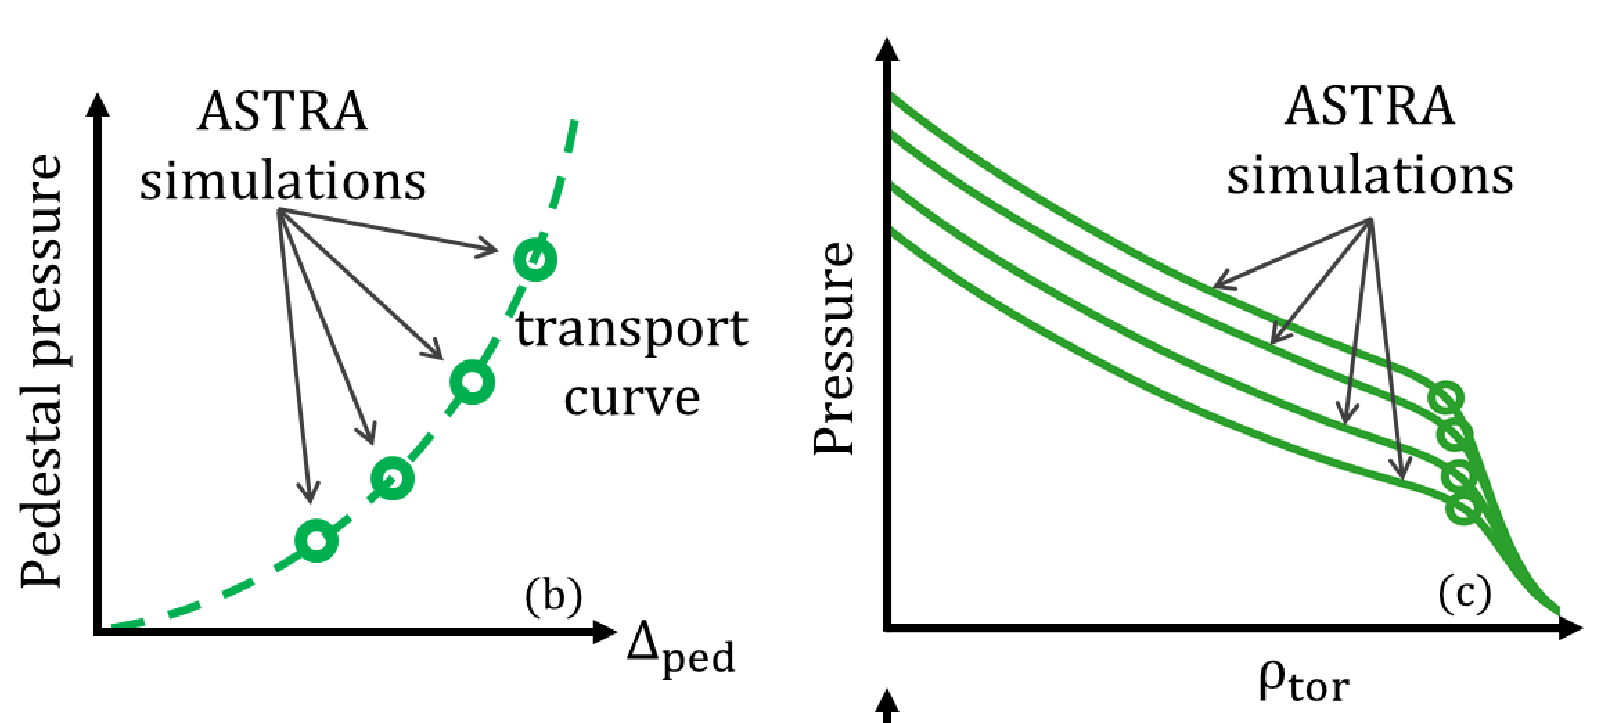 ASTRA
simulations
Pedestal pressure
transport
curve
(b)
Δped
ASTRA
simulations
Pressure
(c)
ρtor